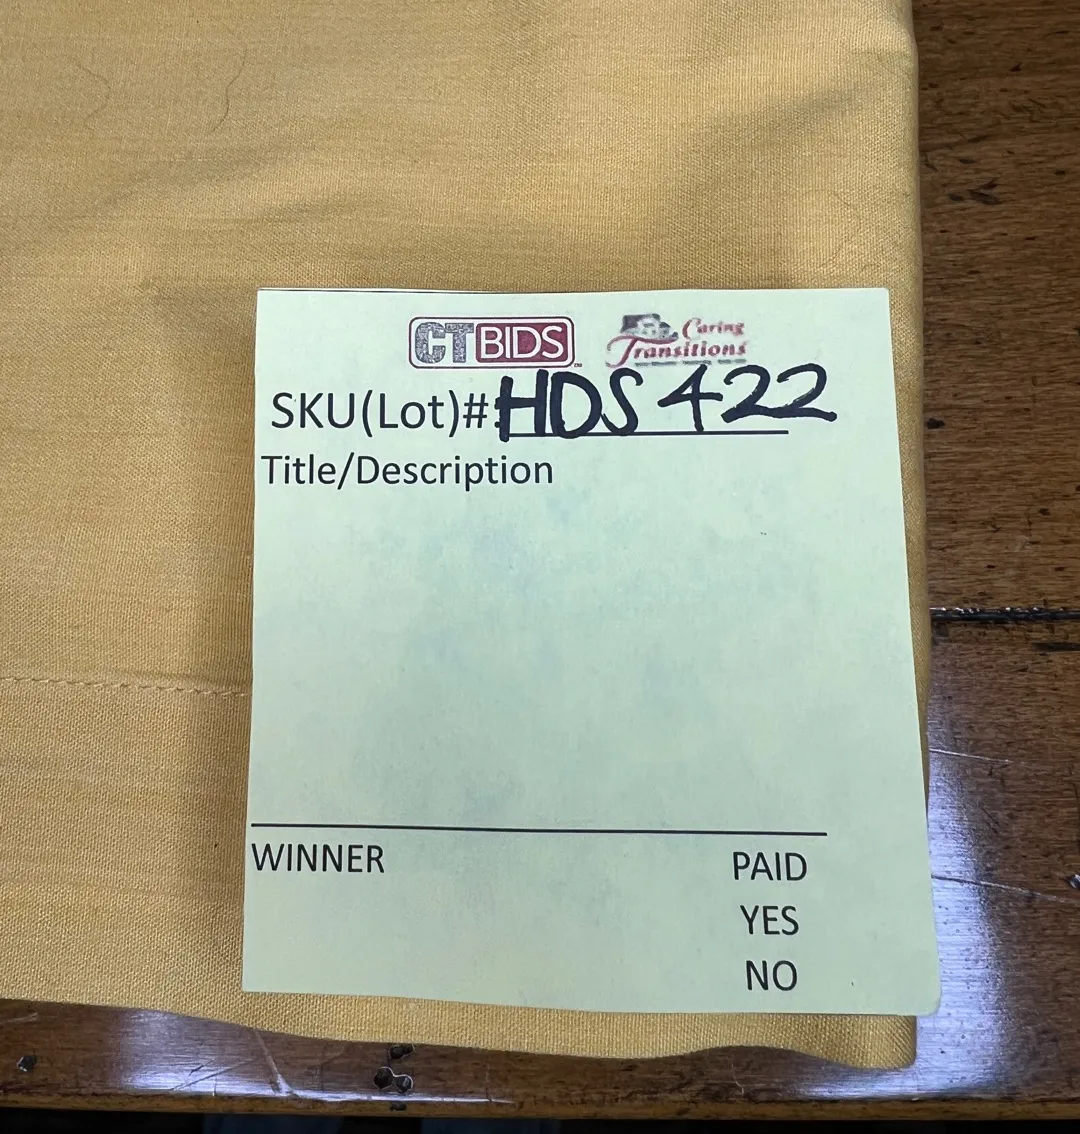 CTBIDS Caring Transitions
SKU(Lot)#:HDS 422
Title/Description
WINNER PAID
YES
NO